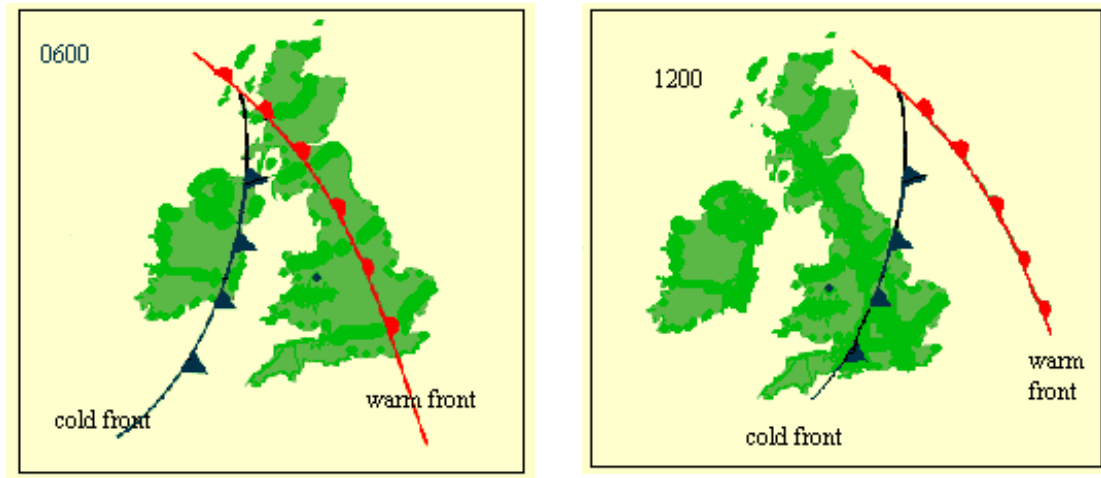 0600
warm front
cold front
1200
warm
front
cold front